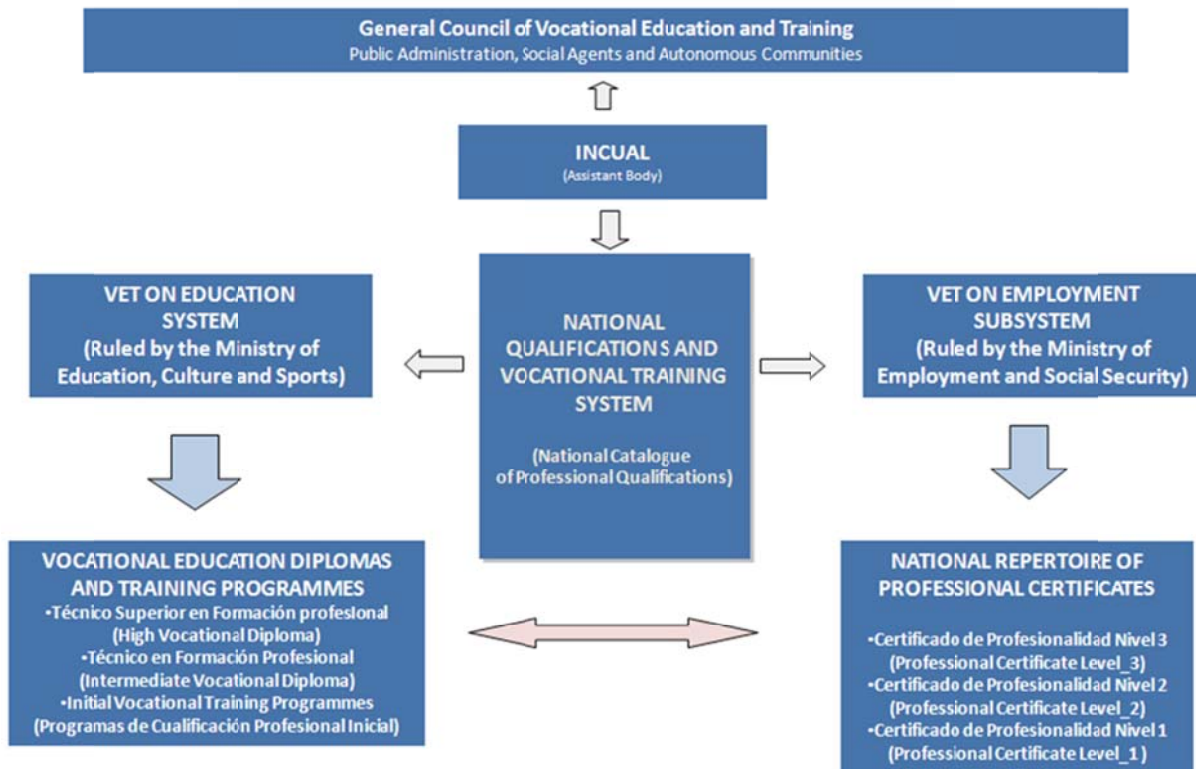 General Council of Vocational Education and Training
Public Administration, Social Agents and Autonomous Communities
INCUAL
(Assistant Body)
VET ON EDUCATION
SYSTEM
(Ruled by the Ministry of
Education, Culture and Sports)
NATIONAL
QUALIFICATIONS AND
VOCATIONAL TRAINING
SYSTEM
(National Catalogue
of Professional Qualifications)
VET ON EMPLOYMENT
SUBSYSTEM
(Ruled by the Ministry of
Employment and Social Security)
VOCATIONAL EDUCATION DIPLOMAS
AND TRAINING PROGRAMMES
•Técnico Superior en Formación profesional
(High Vocational Diploma)
•Técnico en Formación Profesional
(Intermediate Vocational Diploma)
•Initial Vocational Training Programmes
(Programas de Cualificación Profesional Inicial)
NATIONAL REPERTOIRE OF
PROFESSIONAL CERTIFICATES
•Certificado de Profesionalidad Nivel 3
(Professional Certificate Level_3)
•Certificado de Profesionalidad Nivel 2
(Professional Certificate Level_2)
•Certificado de Profesionalidad Nivel 1
(Professional Certificate Level_1)